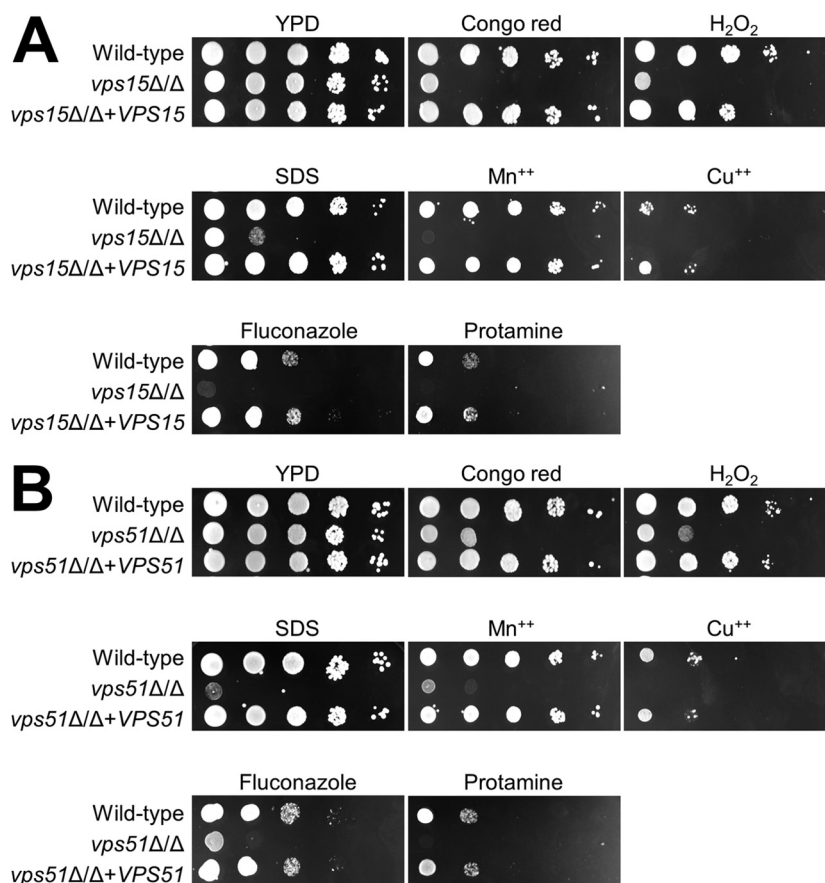 A
YPD Congo red H₂O₂
Wild-type
vps15Δ/Δ
vps15Δ/Δ+VPS15
SDS Mn⁺⁺ Cu⁺⁺
Wild-type
vps15Δ/Δ
vps15Δ/Δ+VPS15
Fluconazole Protamine
Wild-type
vps15Δ/Δ
vps15Δ/Δ+VPS15
B
YPD Congo red H₂O₂
Wild-type
vps51Δ/Δ
vps51Δ/Δ+VPS51
SDS Mn⁺⁺ Cu⁺⁺
Wild-type
vps51Δ/Δ
vps51Δ/Δ+VPS51
Fluconazole Protamine
Wild-type
vps51Δ/Δ
vps51Δ/Δ+VPS51